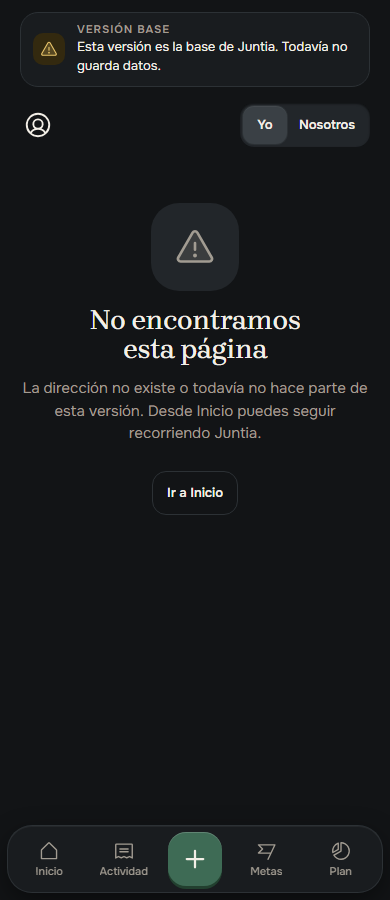 VERSIÓN BASE
Esta versión es la base de Juntia. Todavía no
guarda datos.
Yo
Nosotros
No encontramos
esta página
La dirección no existe o todavía no hace parte de
esta versión. Desde Inicio puedes seguir
recorriendo Juntia.
Ir a Inicio
Inicio
Actividad
Metas
Plan